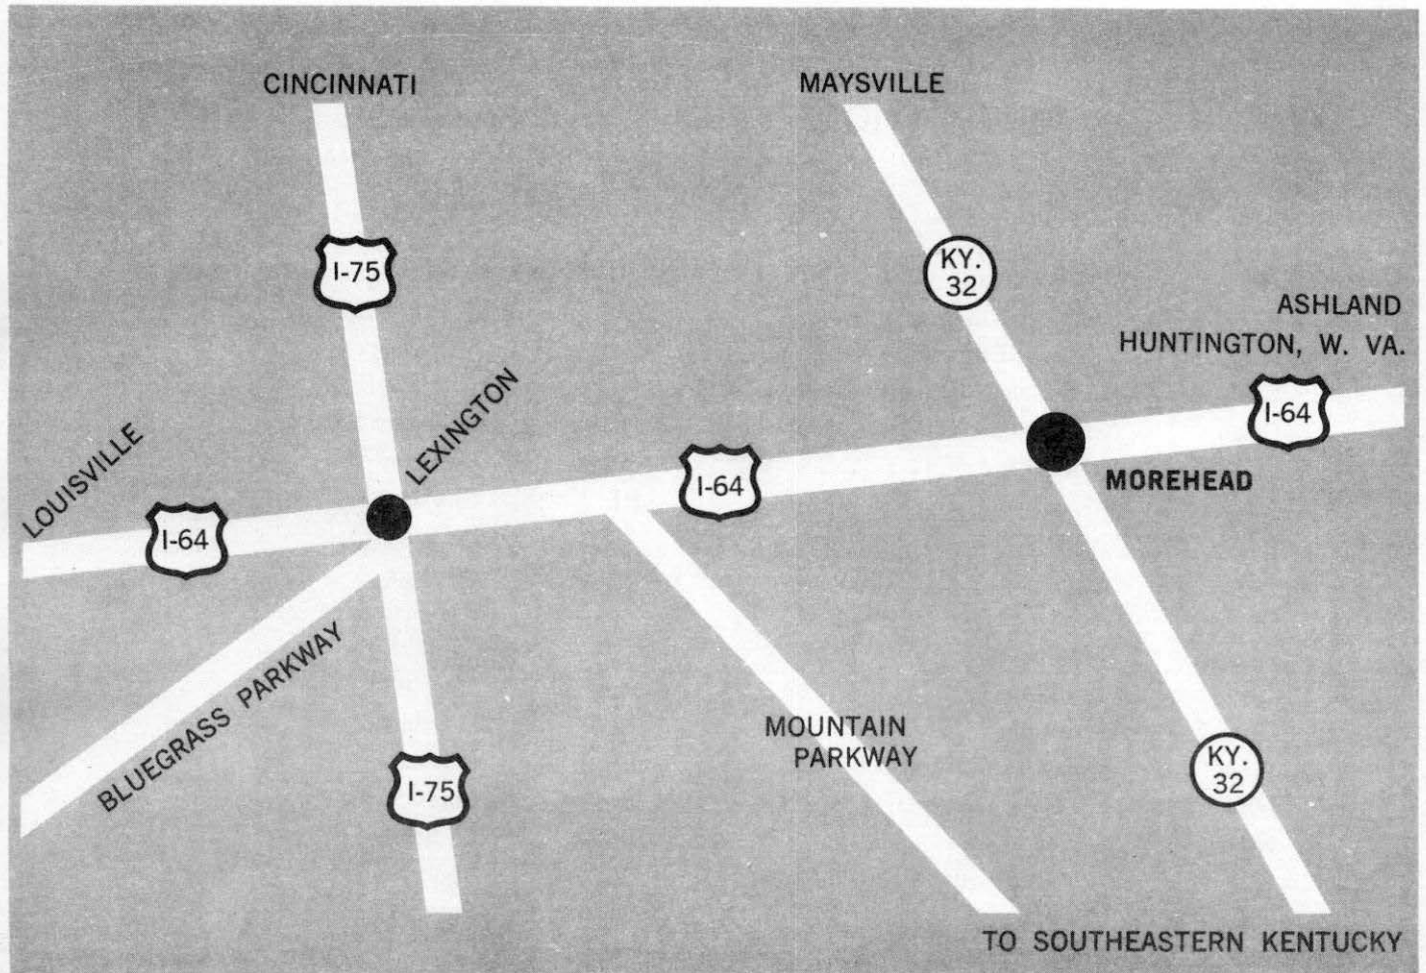 CINCINNATI
MAYSVILLE
I-75
KY.
32
ASHLAND
HUNTINGTON, W. VA.
I-64
LEXINGTON
LOUISVILLE
I-64
MOREHEAD
I-64
BLUEGRASS PARKWAY
MOUNTAIN
PARKWAY
I-75
KY.
32
TO SOUTHEASTERN KENTUCKY